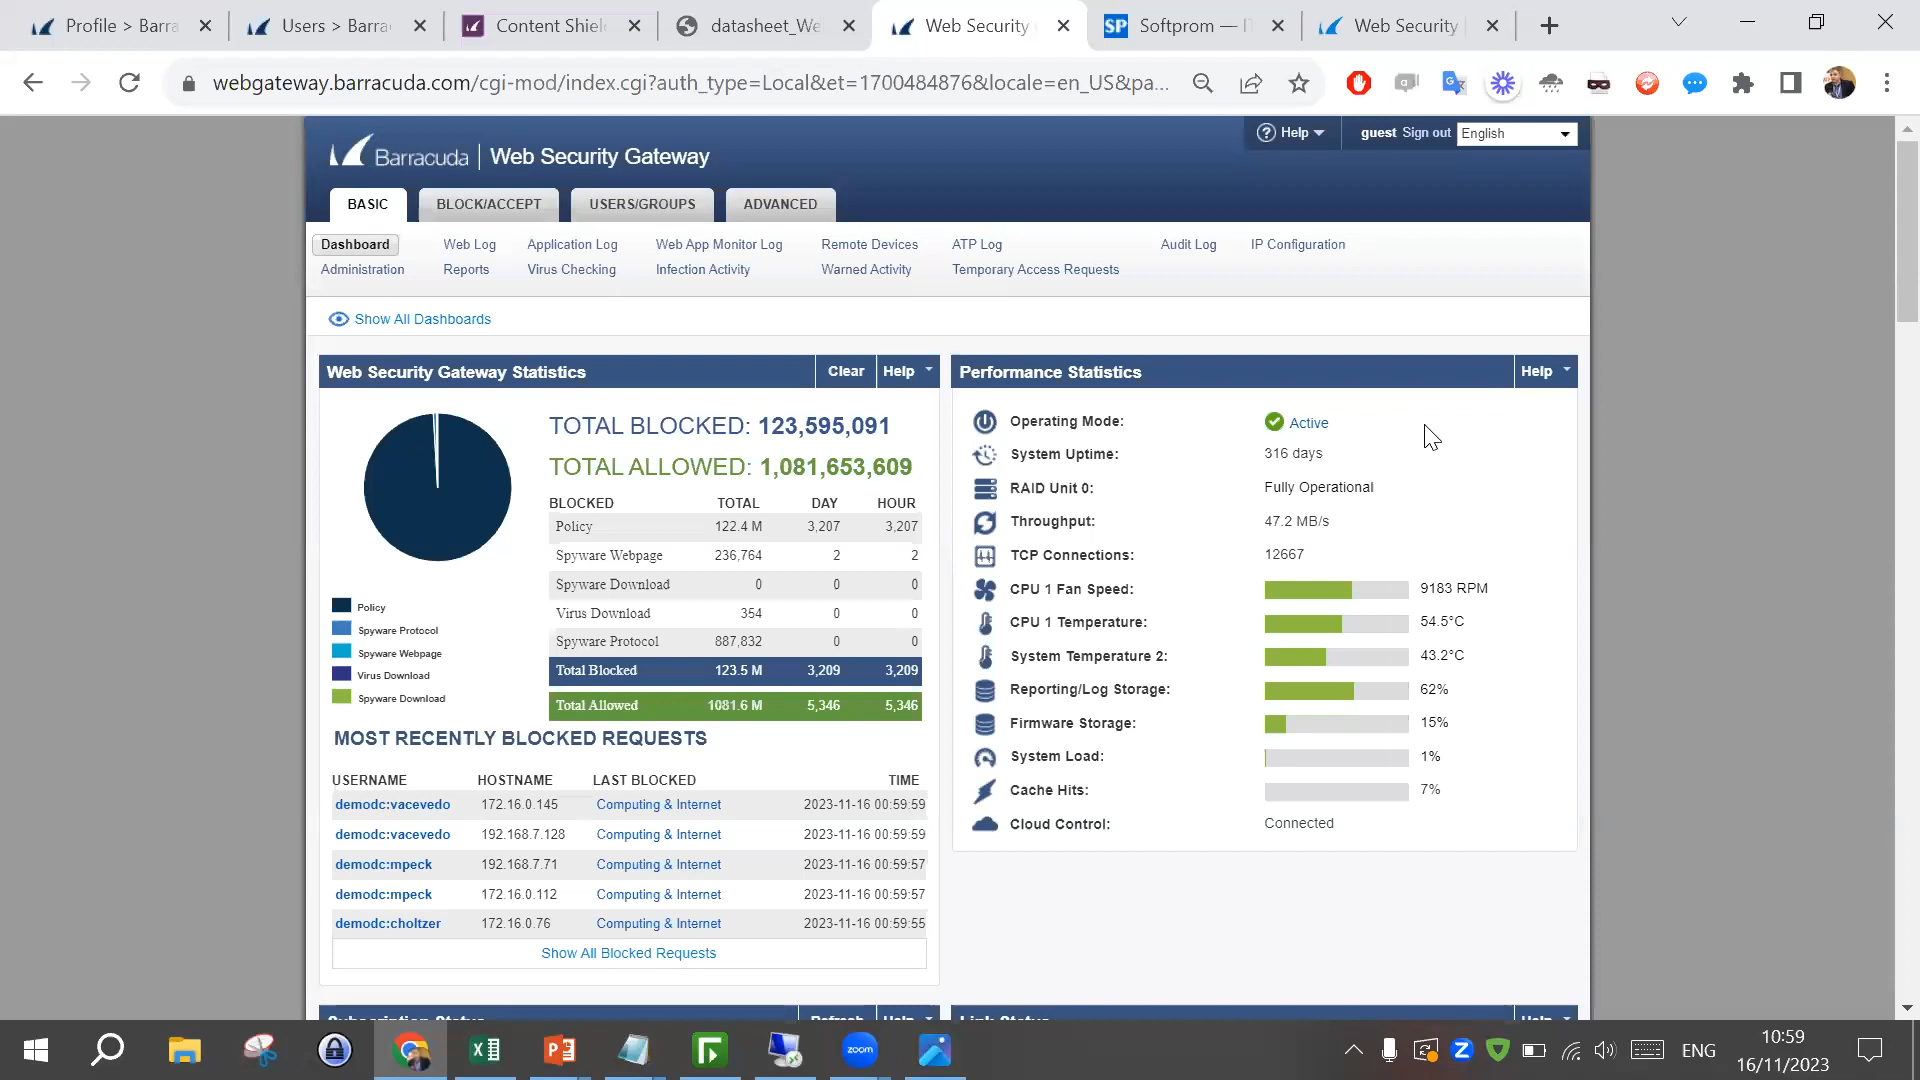 Profile > Barra
Users > Barrac
Content Shiel
datasheet_We
Web Security
Softprom — IT
Web Security
webgateway.barracuda.com/cgi-mod/index.cgi?auth_type=Local&et=1700484876&locale=en_US&pa...
Barracuda | Web Security Gateway
Help
guest Sign out
English
BASIC
BLOCK/ACCEPT
USERS/GROUPS
ADVANCED
Dashboard Web Log Application Log Web App Monitor Log Remote Devices ATP Log Audit Log IP Configuration
Administration Reports Virus Checking Infection Activity Warned Activity Temporary Access Requests
Show All Dashboards
Web Security Gateway Statistics Clear Help
TOTAL BLOCKED: 123,595,091
TOTAL ALLOWED: 1,081,653,609
BLOCKED TOTAL DAY HOUR
Policy 122.4 M 3,207 3,207
Spyware Webpage 236,764 2 2
Spyware Download 0 0 0
Virus Download 354 0 0
Spyware Protocol 887,832 0 0
Total Blocked 123.5 M 3,209 3,209
Total Allowed 1081.6 M 5,346 5,346
Policy
Spyware Protocol
Spyware Webpage
Virus Download
Spyware Download
MOST RECENTLY BLOCKED REQUESTS
USERNAME HOSTNAME LAST BLOCKED TIME
demodc:vacevedo 172.16.0.145 Computing & Internet 2023-11-16 00:59:59
demodc:vacevedo 192.168.7.128 Computing & Internet 2023-11-16 00:59:59
demodc:mpeck 192.168.7.71 Computing & Internet 2023-11-16 00:59:57
demodc:mpeck 172.16.0.112 Computing & Internet 2023-11-16 00:59:57
demodc:choltzer 172.16.0.76 Computing & Internet 2023-11-16 00:59:55
Show All Blocked Requests
Performance Statistics Help
Operating Mode: Active
System Uptime: 316 days
RAID Unit 0: Fully Operational
Throughput: 47.2 MB/s
TCP Connections: 12667
CPU 1 Fan Speed: 9183 RPM
CPU 1 Temperature: 54.5°C
System Temperature 2: 43.2°C
Reporting/Log Storage: 62%
Firmware Storage: 15%
System Load: 1%
Cache Hits: 7%
Cloud Control: Connected
Subscription Status Refresh Help
Link Status Help
zoom
ENG
10:59
16/11/2023